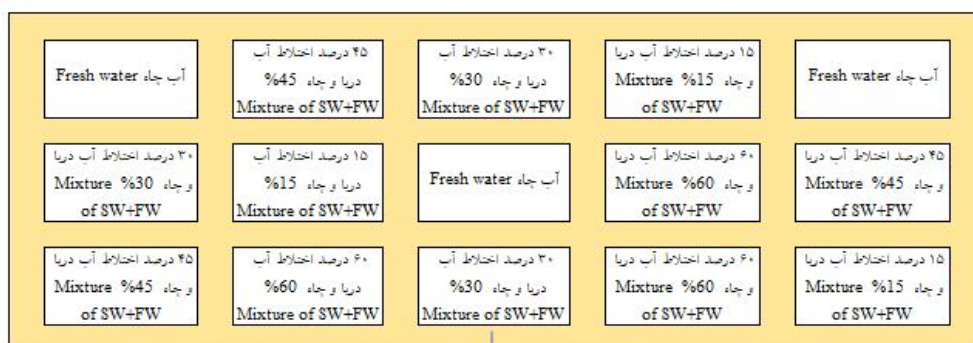 آب چاه Fresh water
۴۵ درصد اختلاط آب
دریا و چاه 45%
Mixture of SW+FW
۳۰ درصد اختلاط آب
دریا و چاه 30%
Mixture of SW+FW
۱۵ درصد اختلاط آب دریا
و چاه 15% Mixture
of SW+FW
آب چاه Fresh water
۳۰ درصد اختلاط آب دریا
و چاه 30% Mixture
of SW+FW
۱۵ درصد اختلاط آب
دریا و چاه 15%
Mixture of SW+FW
آب چاه Fresh water
۶۰ درصد اختلاط آب دریا
و چاه 60% Mixture
of SW+FW
۴۵ درصد اختلاط آب دریا
و چاه 45% Mixture
of SW+FW
۴۵ درصد اختلاط آب دریا
و چاه 45% Mixture
of SW+FW
۶۰ درصد اختلاط آب
دریا و چاه 60%
Mixture of SW+FW
۳۰ درصد اختلاط آب
دریا و چاه 30%
Mixture of SW+FW
۶۰ درصد اختلاط آب دریا
و چاه 60% Mixture
of SW+FW
۱۵ درصد اختلاط آب دریا
و چاه 15% Mixture
of SW+FW